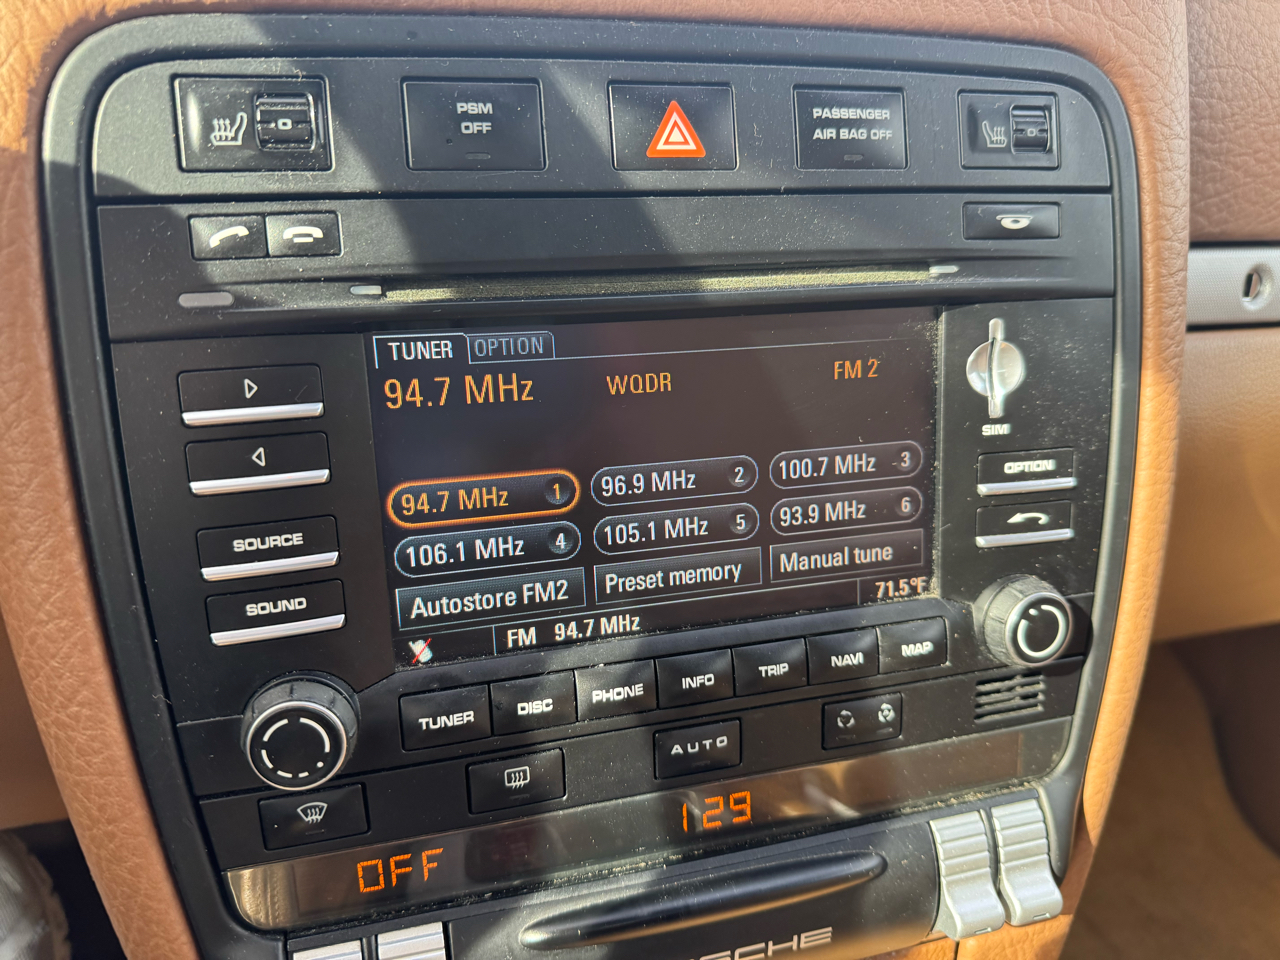 PSM
OFF
PASSENGER
AIR BAG OFF
TUNER OPTION
94.7 MHz WQDR FM 2
94.7 MHz 1 96.9 MHz 2 100.7 MHz 3
106.1 MHz 4 105.1 MHz 5 93.9 MHz 6
Autostore FM2 Preset memory Manual tune
FM 94.7 MHz 71.5°F
SIM
OPTION
SOURCE
SOUND
TUNER DISC PHONE INFO TRIP NAVI MAP
AUTO
OFF 129